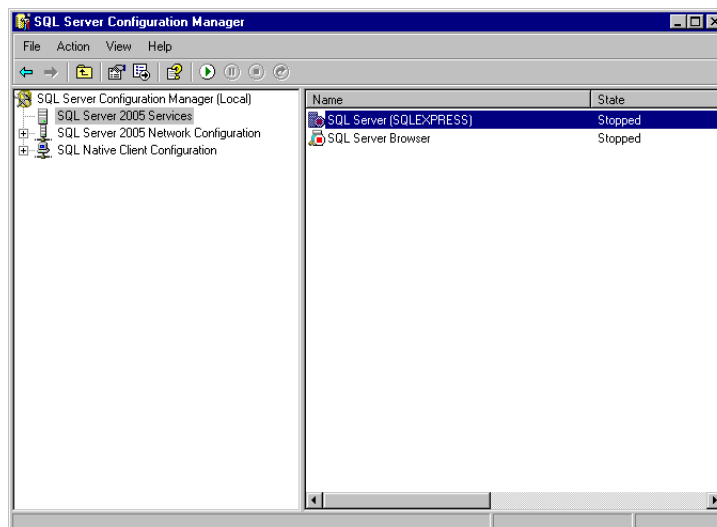 SQL Server Configuration Manager
File Action View Help
SQL Server Configuration Manager (Local)
SQL Server 2005 Services
SQL Server 2005 Network Configuration
SQL Native Client Configuration
Name State
SQL Server (SQLEXPRESS) Stopped
SQL Server Browser Stopped